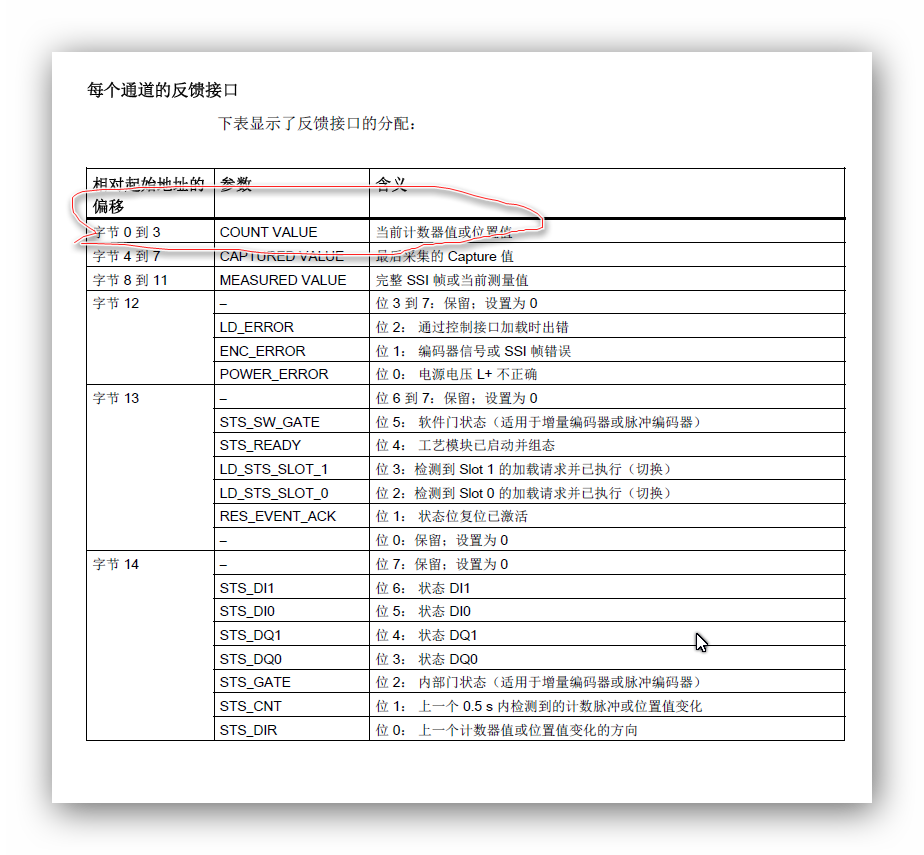 每个通道的反馈接口
下表显示了反馈接口的分配：
相对起始地址的偏移 参数 含义
字节 0 到 3 COUNT VALUE 当前计数器值或位置值
字节 4 到 7 CAPTURED VALUE 最后采集的 Capture 值
字节 8 到 11 MEASURED VALUE 完整 SSI 帧或当前测量值
字节 12 – 位 3 到 7：保留；设置为 0
LD_ERROR 位 2： 通过控制接口加载时出错
ENC_ERROR 位 1： 编码器信号或 SSI 帧错误
POWER_ERROR 位 0： 电源电压 L+ 不正确
字节 13 – 位 6 到 7：保留；设置为 0
STS_SW_GATE 位 5： 软件门状态（适用于增量编码器或脉冲编码器）
STS_READY 位 4： 工艺模块已启动并组态
LD_STS_SLOT_1 位 3：检测到 Slot 1 的加载请求并已执行（切换）
LD_STS_SLOT_0 位 2：检测到 Slot 0 的加载请求并已执行（切换）
RES_EVENT_ACK 位 1： 状态位复位已激活
– 位 0：保留；设置为 0
字节 14 – 位 7：保留；设置为 0
STS_DI1 位 6： 状态 DI1
STS_DI0 位 5： 状态 DI0
STS_DQ1 位 4： 状态 DQ1
STS_DQ0 位 3： 状态 DQ0
STS_GATE 位 2： 内部门状态（适用于增量编码器或脉冲编码器）
STS_CNT 位 1： 上一个 0.5 s 内检测到的计数脉冲或位置值变化
STS_DIR 位 0： 上一个计数器值或位置值变化的方向